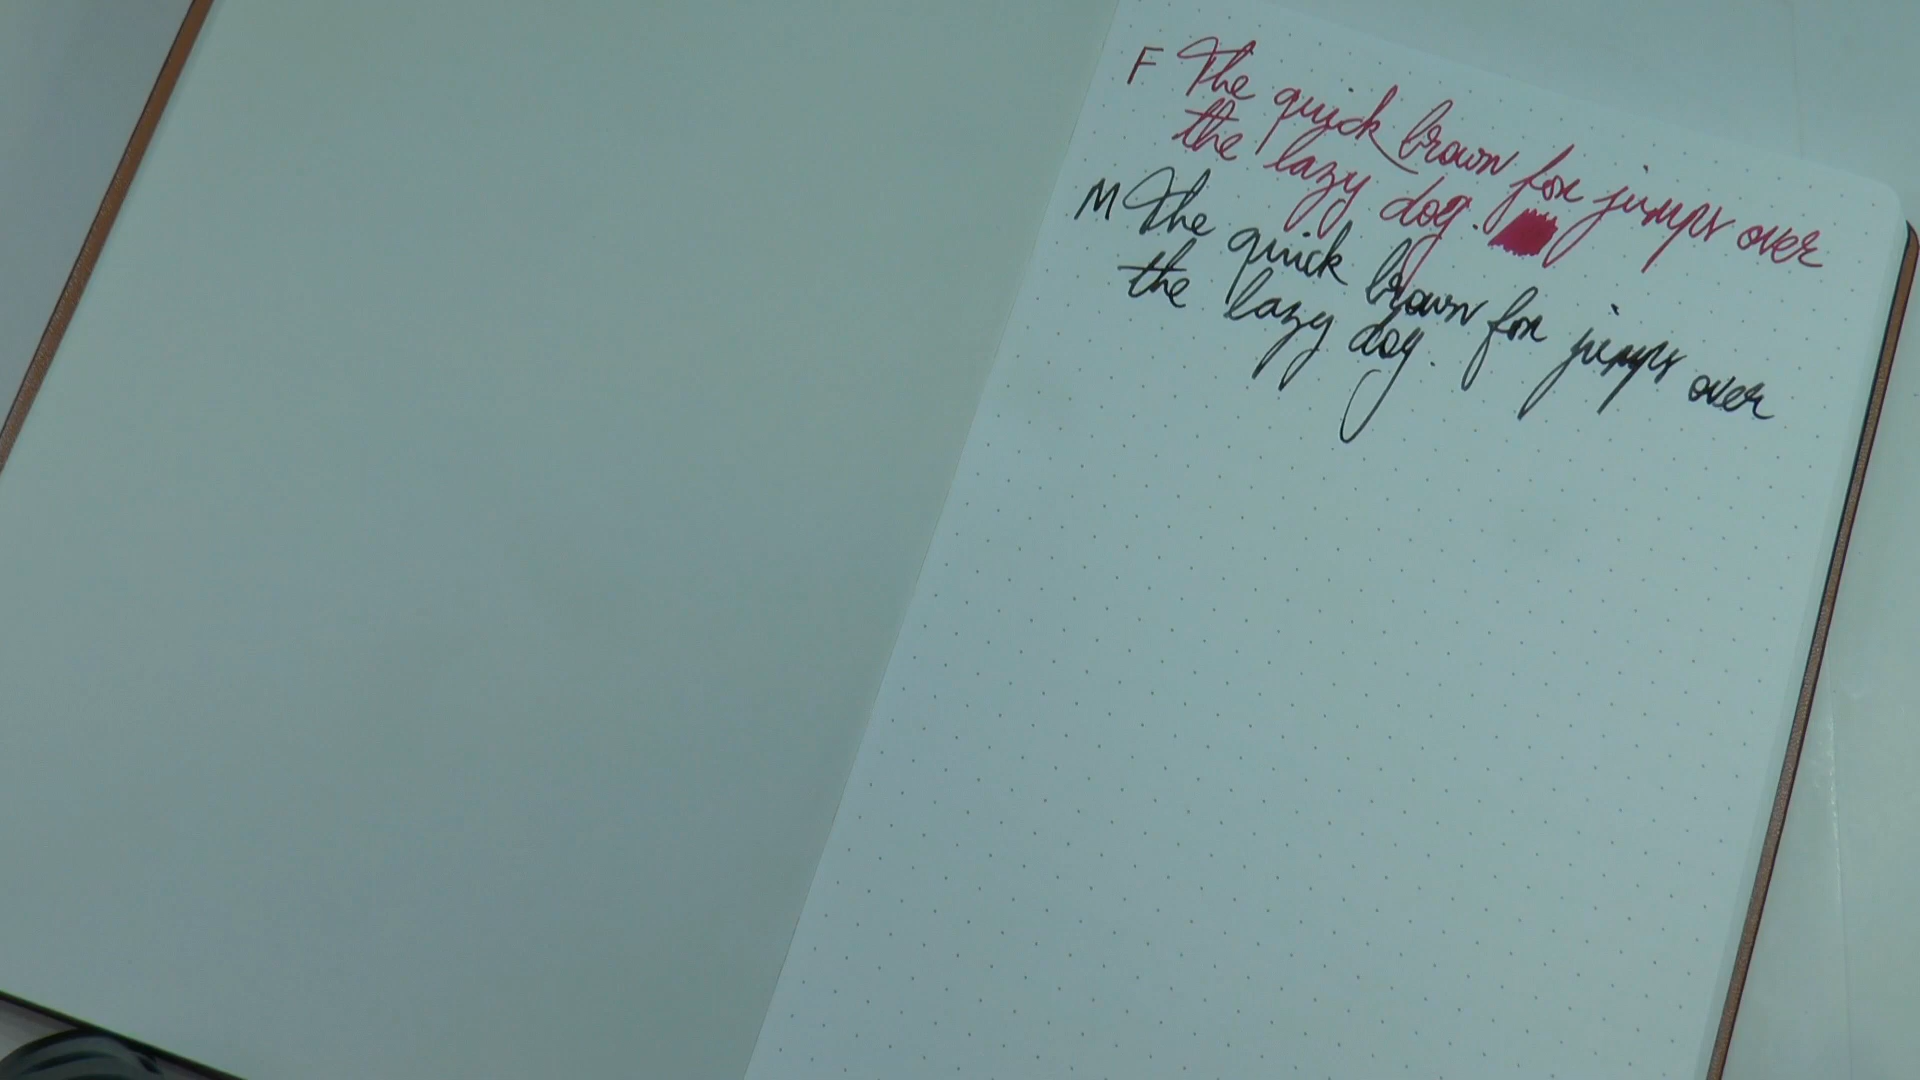 F The quick brown fox jumps over
the lazy dog.
M The quick brown fox jumps over
the lazy dog.